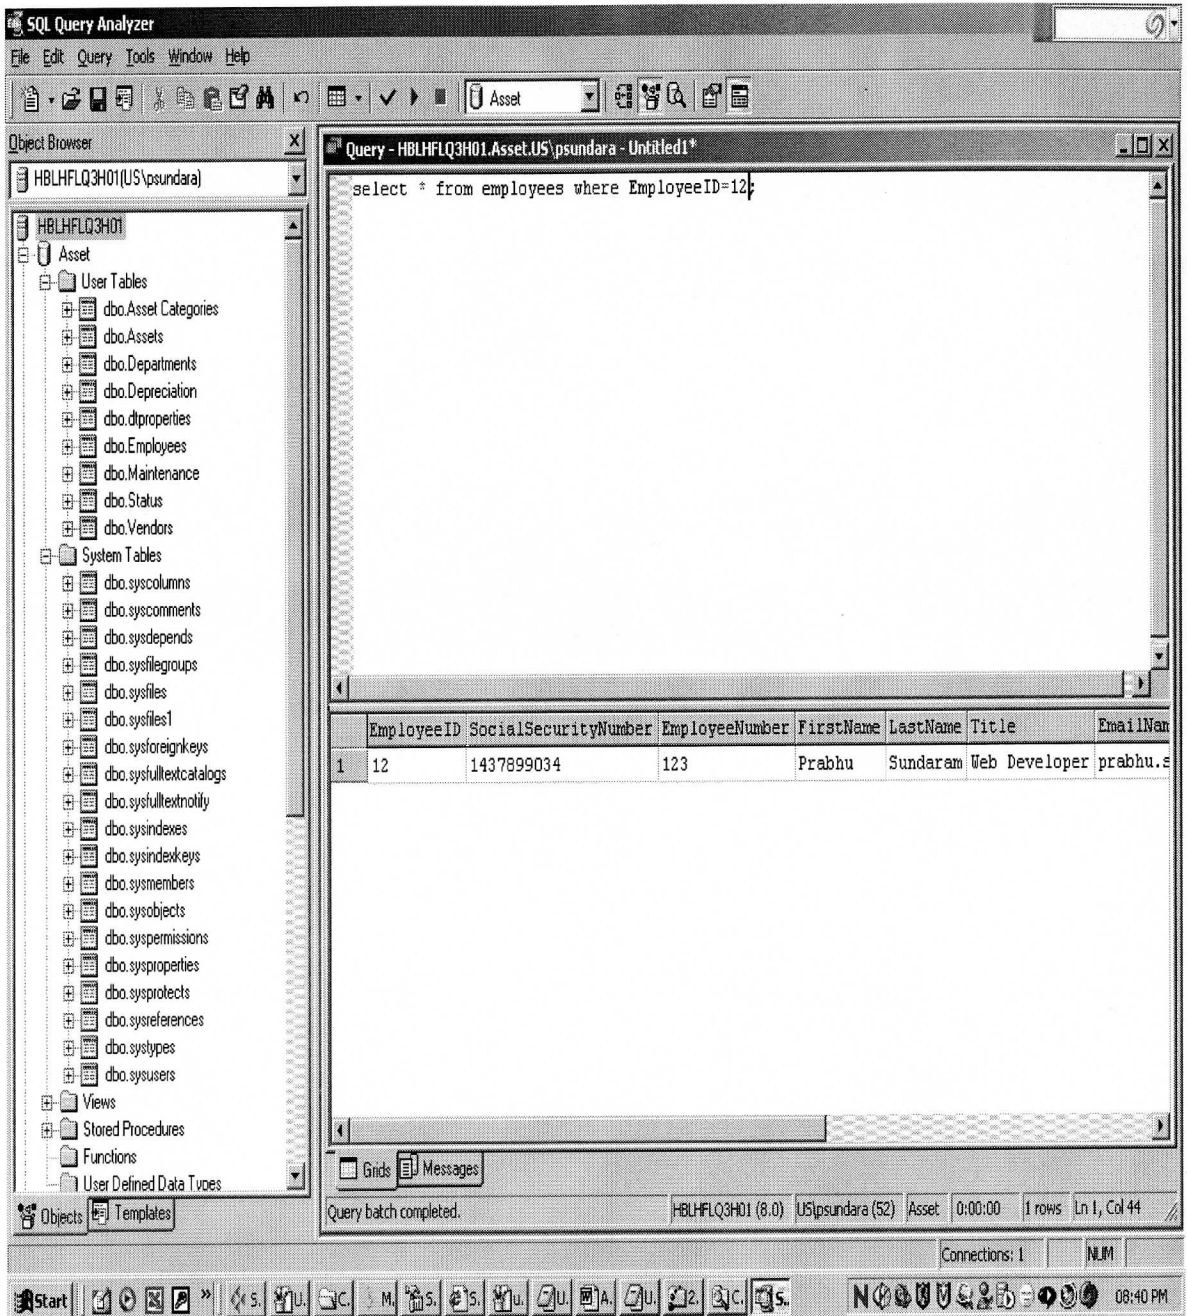 SQL Query Analyzer
File Edit Query Tools Window Help
Asset
Object Browser
HBLHFLQ3H01(US\psundara)
HBLHFLQ3H01
Asset
User Tables
dbo.Asset Categories
dbo.Assets
dbo.Departments
dbo.Depreciation
dbo.dtproperties
dbo.Employees
dbo.Maintenance
dbo.Status
dbo.Vendors
System Tables
dbo.syscolumns
dbo.syscomments
dbo.sysdepends
dbo.sysfilegroups
dbo.sysfiles
dbo.sysfiles1
dbo.sysforeignkeys
dbo.sysfulltextcatalogs
dbo.sysfulltextnotify
dbo.sysindexes
dbo.sysindexkeys
dbo.sysmembers
dbo.sysobjects
dbo.syspermissions
dbo.sysproperties
dbo.sysprotects
dbo.sysreferences
dbo.systypes
dbo.sysusers
Views
Stored Procedures
Functions
User Defined Data Types
Objects Templates
Query - HBLHFLQ3H01.Asset.US\psundara - Untitled1*
select * from employees where EmployeeID=12;
EmployeeID SocialSecurityNumber EmployeeNumber FirstName LastName Title EmailNam
1 12 1437899034 123 Prabhu Sundaram Web Developer prabhu.s
Grids Messages
Query batch completed. HBLHFLQ3H01 (8.0) US\psundara (52) Asset 0:00:00 1 rows Ln 1, Col 44
Connections: 1 NUM
Start S. U. C. M. S. S. U. U. A. U. 2. C. S. 08:40 PM